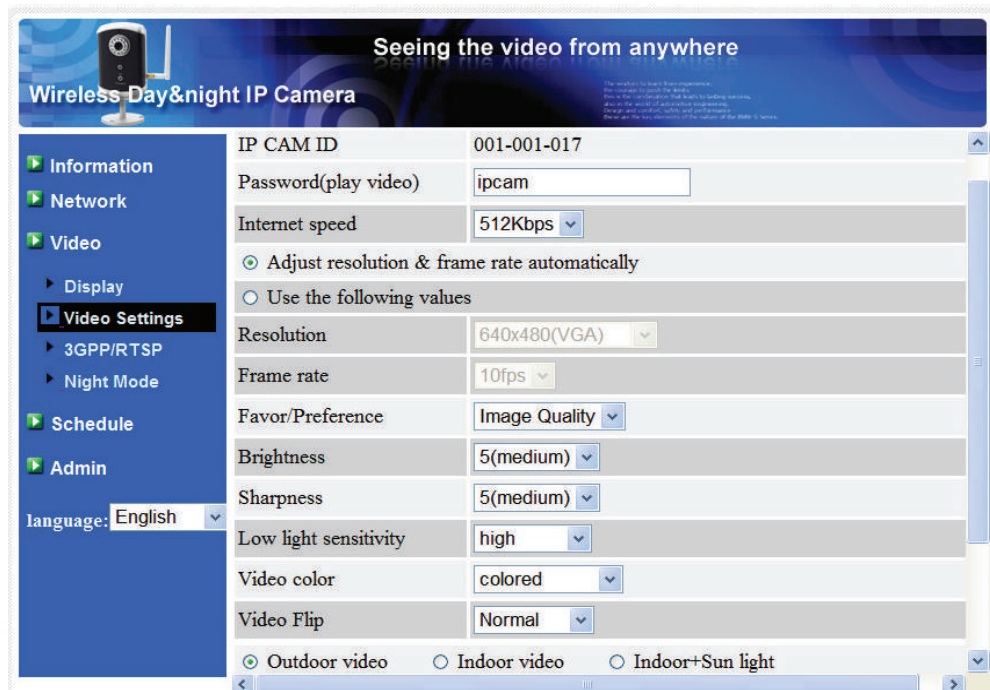 Seeing the video from anywhere
Wireless Day&night IP Camera
Information
Network
Video
Display
Video Settings
3GPP/RTSP
Night Mode
Schedule
Admin
language: English
IP CAM ID 001-001-017
Password(play video) ipcam
Internet speed 512Kbps
Adjust resolution & frame rate automatically
Use the following values
Resolution 640x480(VGA)
Frame rate 10fps
Favor/Preference Image Quality
Brightness 5(medium)
Sharpness 5(medium)
Low light sensitivity high
Video color colored
Video Flip Normal
Outdoor video Indoor video Indoor+Sun light